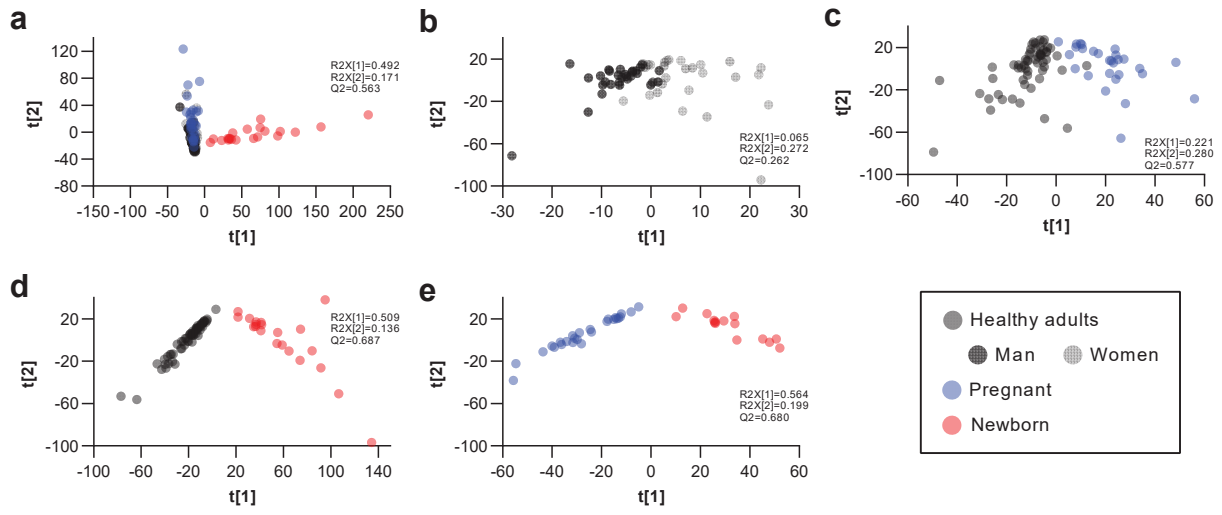 a
120
80
40
0
-40
-80
t[2]
-150
-100
-50
0
50
100
150
200
250
t[1]
R2X[1]=0.492
R2X[2]=0.171
Q2=0.563
b
20
-20
-60
-100
t[2]
-30
-20
-10
0
10
20
30
t[1]
R2X[1]=0.065
R2X[2]=0.272
Q2=0.262
c
20
-20
-60
-100
t[2]
-60
-40
-20
0
20
40
60
t[1]
R2X[1]=0.221
R2X[2]=0.280
Q2=0.577
d
20
-20
-60
-100
t[2]
-100
-60
-20
20
60
100
140
t[1]
R2X[1]=0.509
R2X[2]=0.136
Q2=0.687
e
20
-20
-60
-100
t[2]
-60
-40
-20
0
20
40
60
t[1]
R2X[1]=0.564
R2X[2]=0.199
Q2=0.680
Healthy adults
Man Women
Pregnant
Newborn